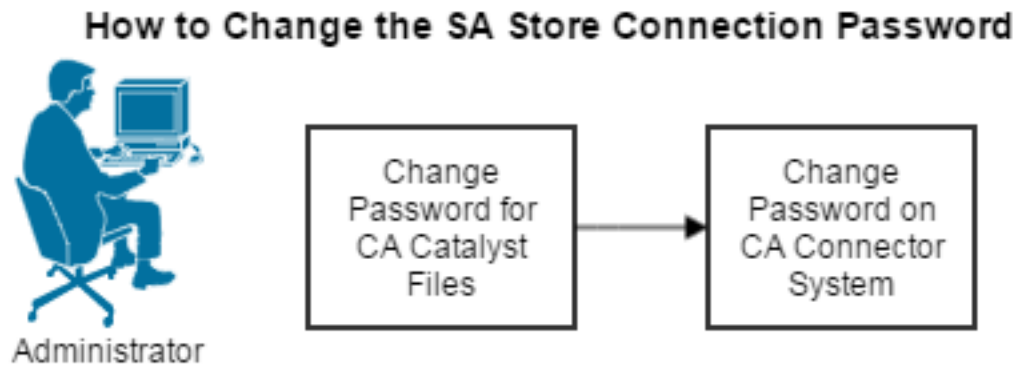 How to Change the SA Store Connection Password
Change
Password for
CA Catalyst
Files
Change
Password on
CA Connector
System
Administrator